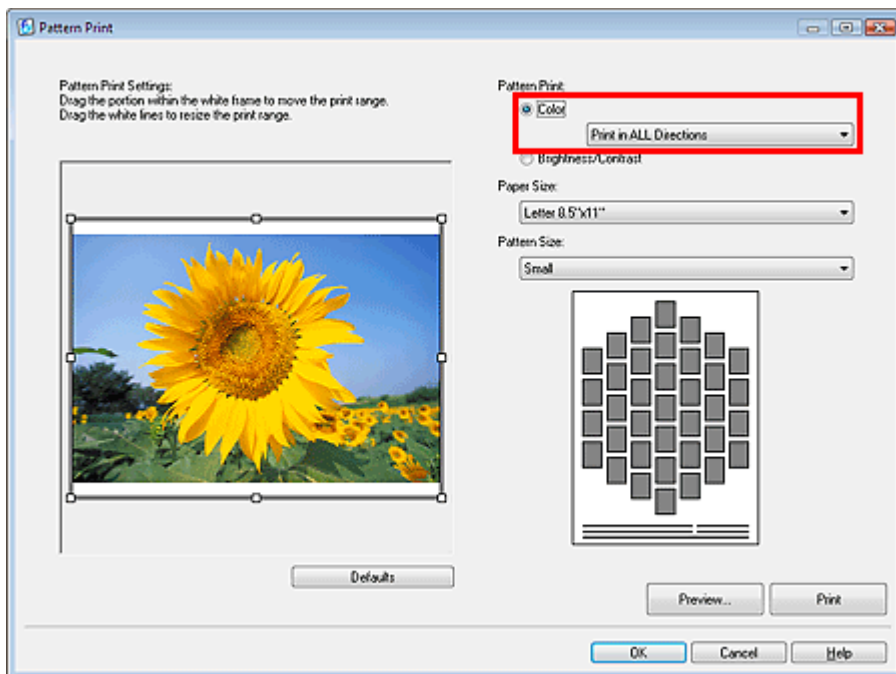 Pattern Print
Pattern Print Settings:
Drag the portion within the white frame to move the print range.
Drag the white lines to resize the print range.
Defaults
Pattern Print:
Color
Print in ALL Directions
Brightness/Contrast
Paper Size:
Letter 8.5"x11"
Pattern Size:
Small
Preview...
Print
OK
Cancel
Help